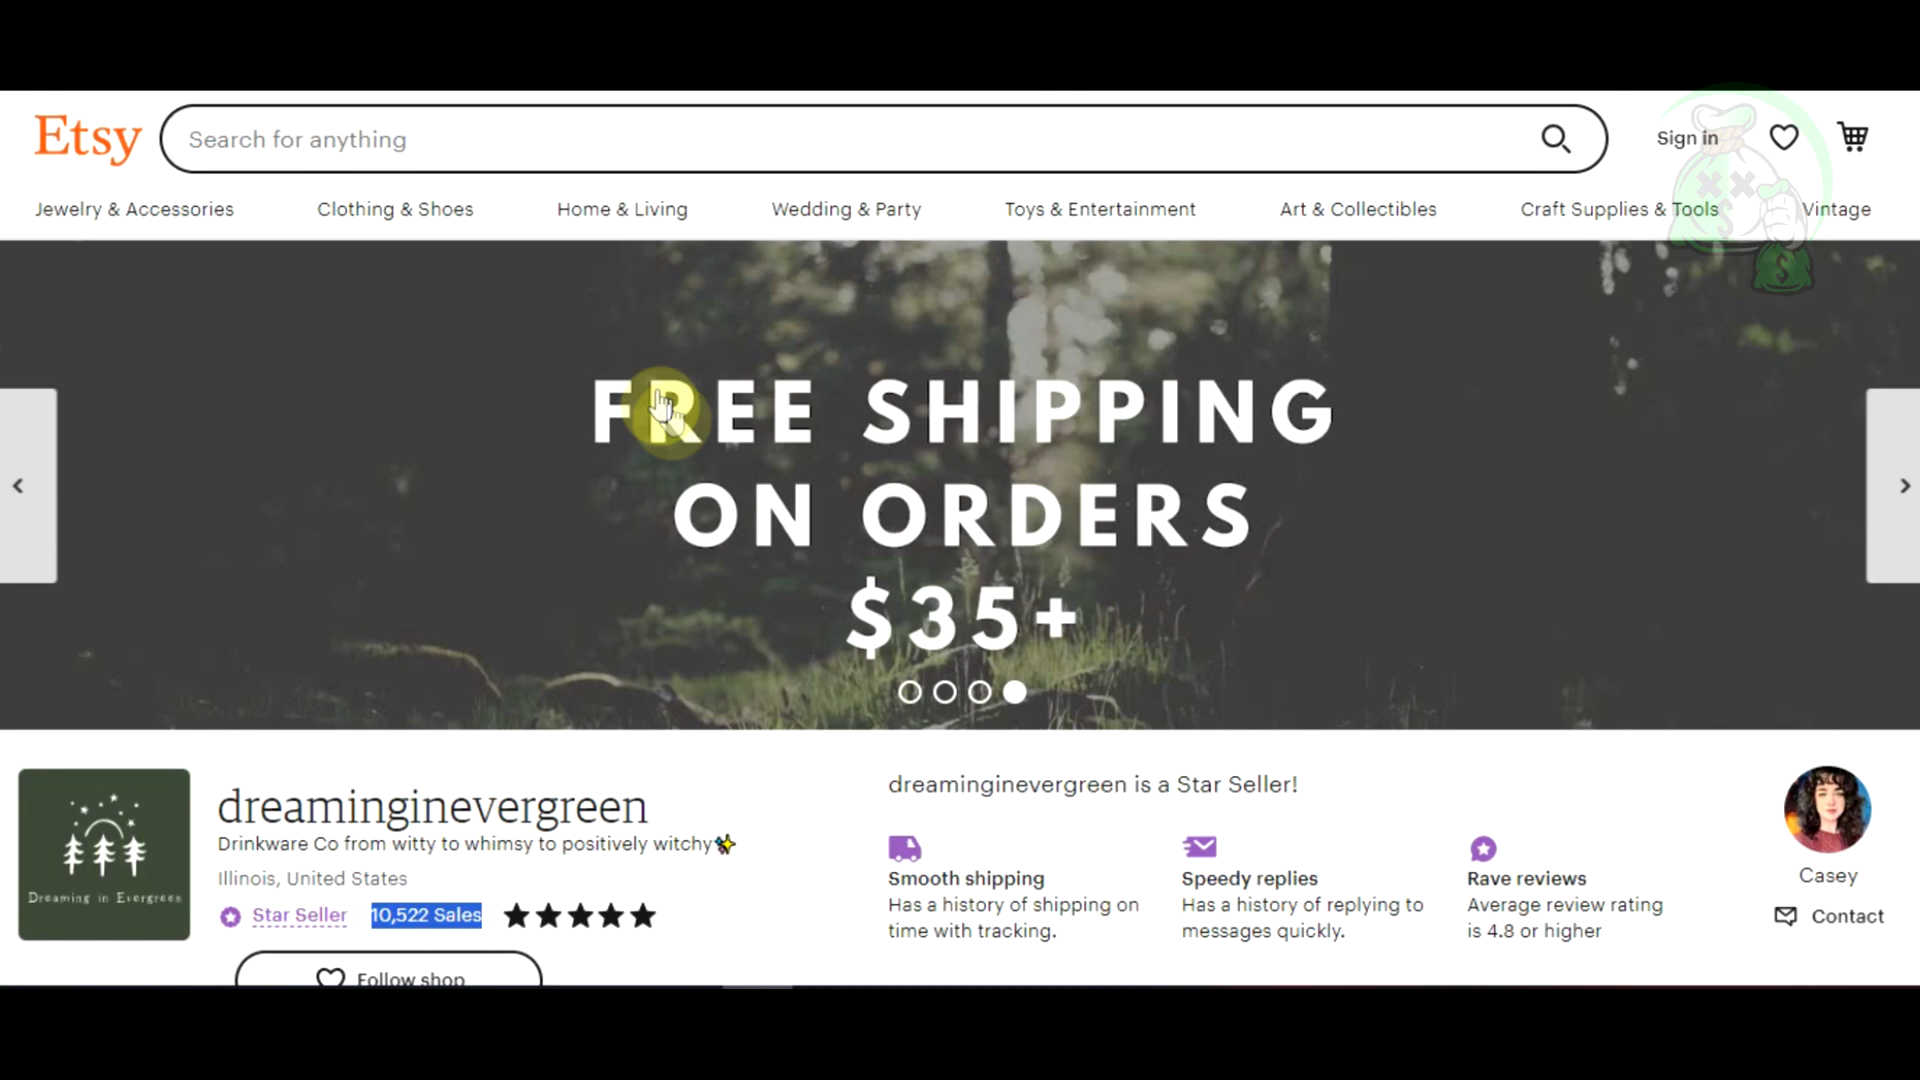 Etsy
Search for anything
Sign in
Jewelry & Accessories
Clothing & Shoes
Home & Living
Wedding & Party
Toys & Entertainment
Art & Collectibles
Craft Supplies & Tools
Vintage
FREE SHIPPING
ON ORDERS
$35+
Dreaming in Evergreen
dreaminginevergreen
Drinkware Co from witty to whimsy to positively witchy✨
Illinois, United States
Star Seller
10,522 Sales
Follow shop
dreaminginevergreen is a Star Seller!
Smooth shipping
Has a history of shipping on
time with tracking.
Speedy replies
Has a history of replying to
messages quickly.
Rave reviews
Average review rating
is 4.8 or higher
Casey
Contact